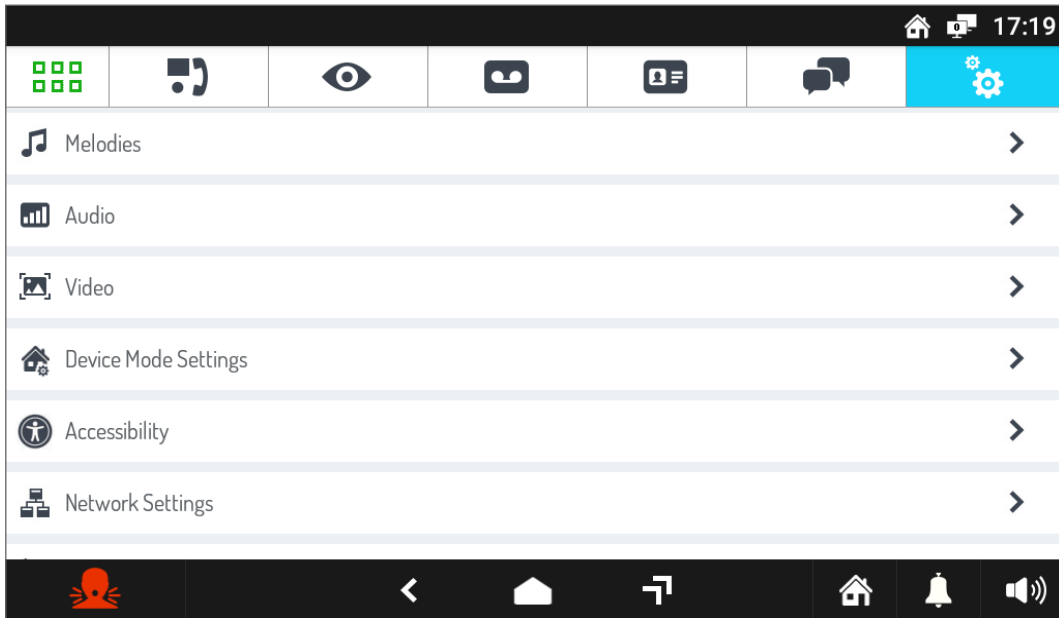 17:19
Melodies
Audio
Video
Device Mode Settings
Accessibility
Network Settings